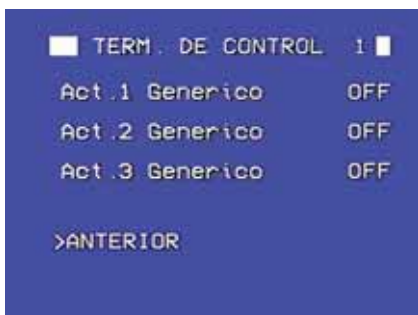 TERM. DE CONTROL 1
Act.1 Generico OFF
Act.2 Generico OFF
Act.3 Generico OFF
>ANTERIOR